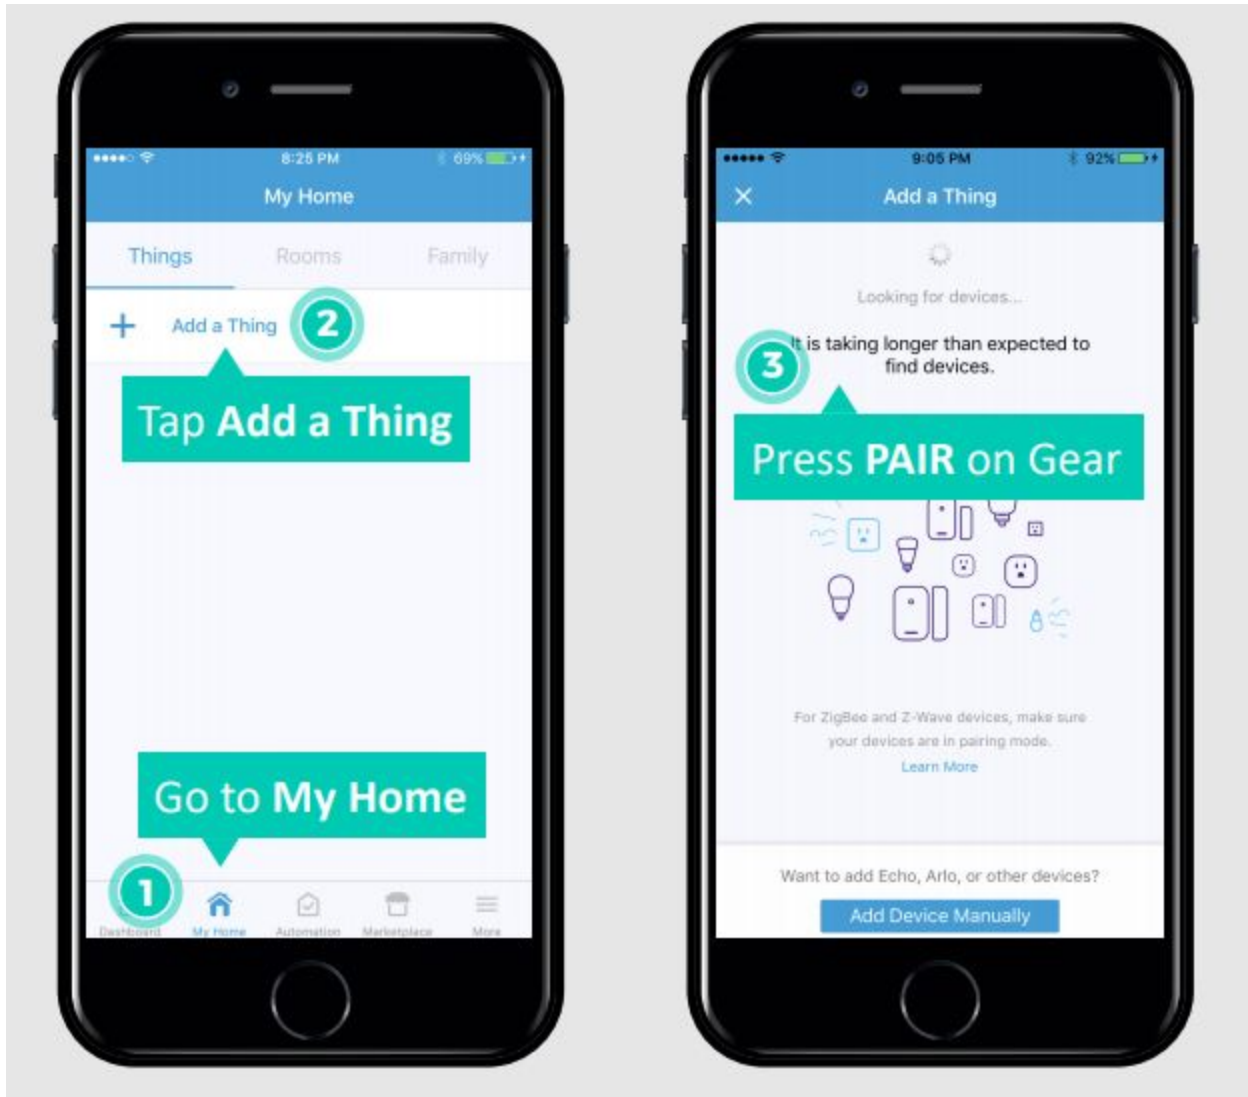 8:25 PM
69%
My Home
Things
Rooms
Family
+ Add a Thing
2
Tap Add a Thing
Go to My Home
1
Dashboard
My Home
Automation
Marketplace
More
9:05 PM
92%
Add a Thing
Looking for devices...
It is taking longer than expected to
find devices.
3
Press PAIR on Gear
For ZigBee and Z-Wave devices, make sure
your devices are in pairing mode.
Learn More
Want to add Echo, Arlo, or other devices?
Add Device Manually